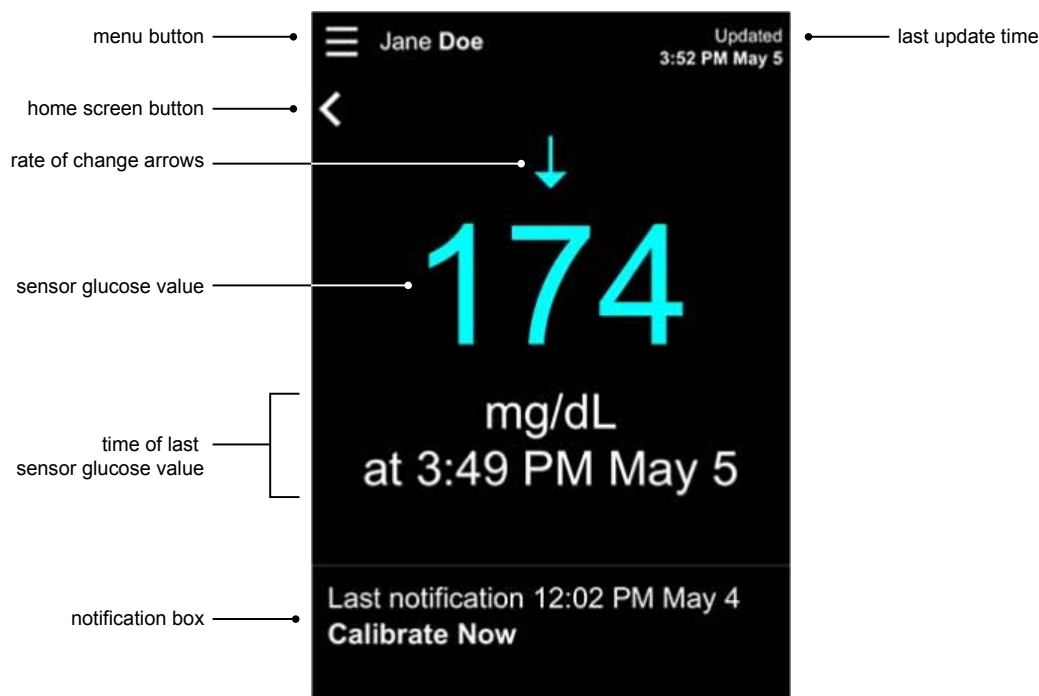 menu button
Jane Doe
Updated
3:52 PM May 5
last update time
home screen button
rate of change arrows
174
sensor glucose value
mg/dL
at 3:49 PM May 5
time of last
sensor glucose value
Last notification 12:02 PM May 4
Calibrate Now
notification box